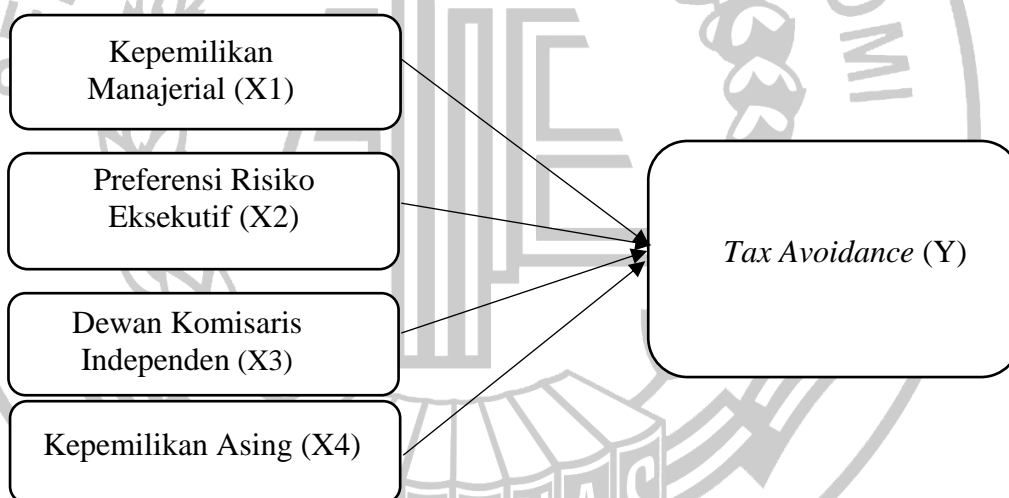 Kepemilikan
Manajerial (X1)
Preferensi Risiko
Eksekutif (X2)
Dewan Komisaris
Independen (X3)
Kepemilikan Asing (X4)
Tax Avoidance (Y)